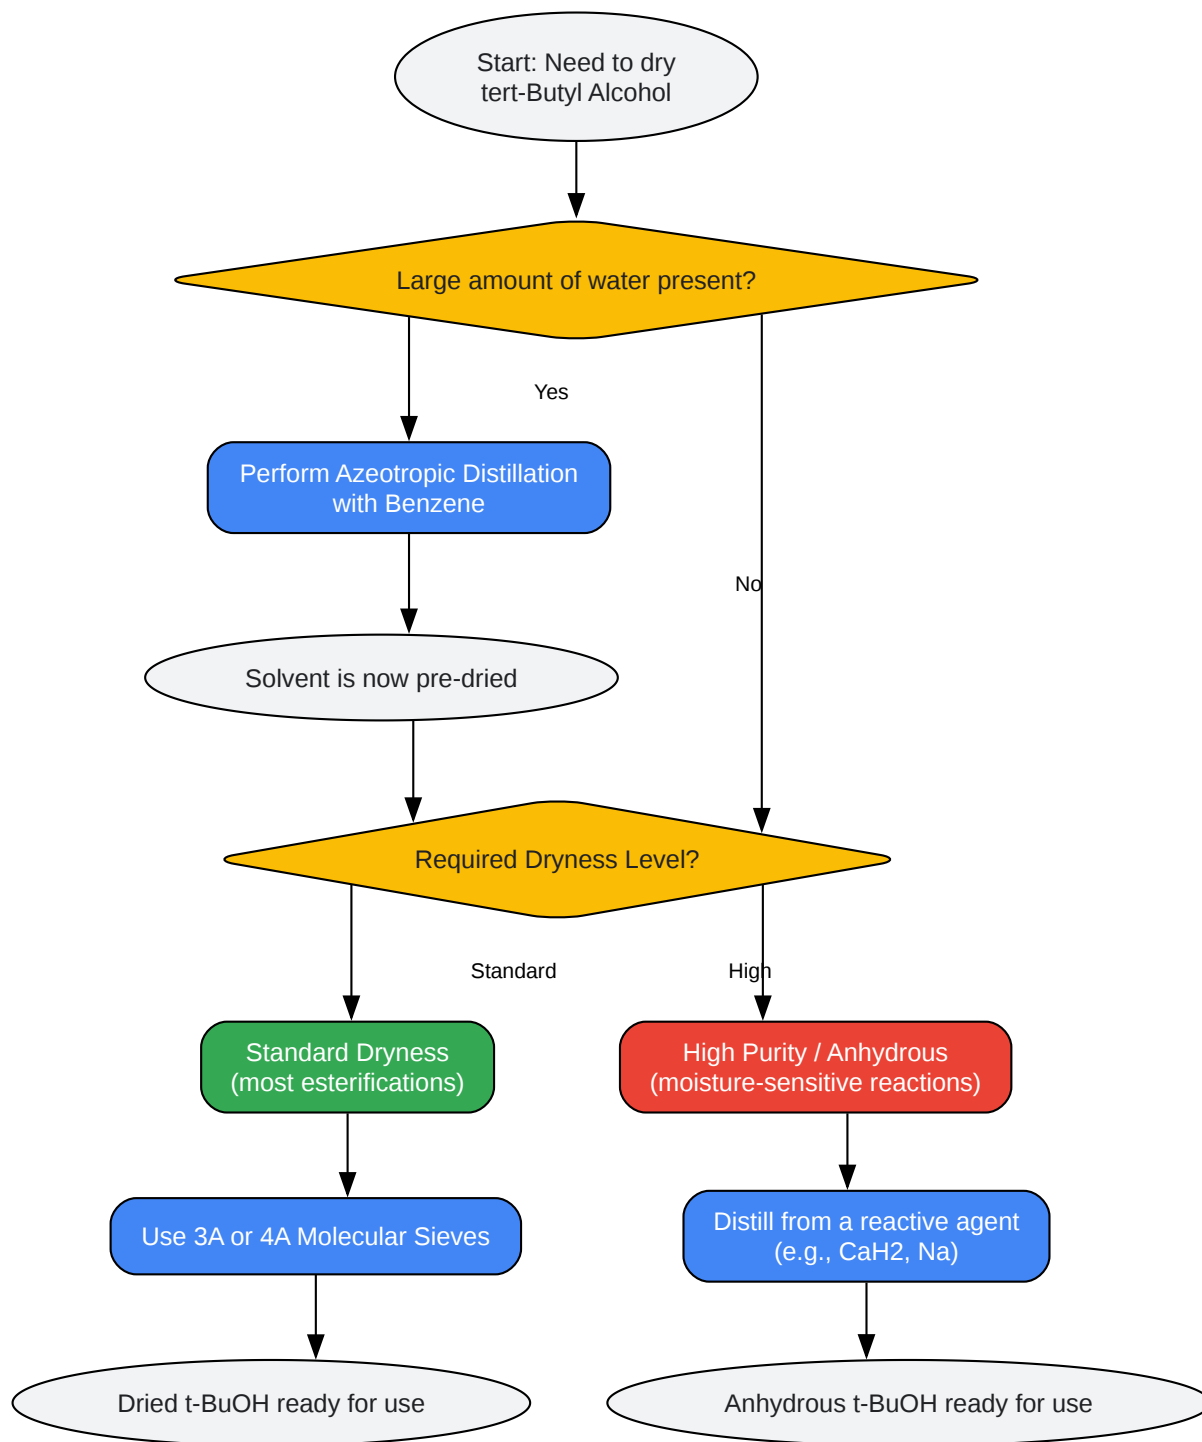 Start: Need to dry
tert-Butyl Alcohol
Large amount of water present?
Yes
Perform Azeotropic Distillation
with Benzene
No
Solvent is now pre-dried
Required Dryness Level?
Standard
High
Standard Dryness
(most esterifications)
High Purity / Anhydrous
(moisture-sensitive reactions)
Use 3A or 4A Molecular Sieves
Distill from a reactive agent
(e.g., CaH2, Na)
Dried t-BuOH ready for use
Anhydrous t-BuOH ready for use